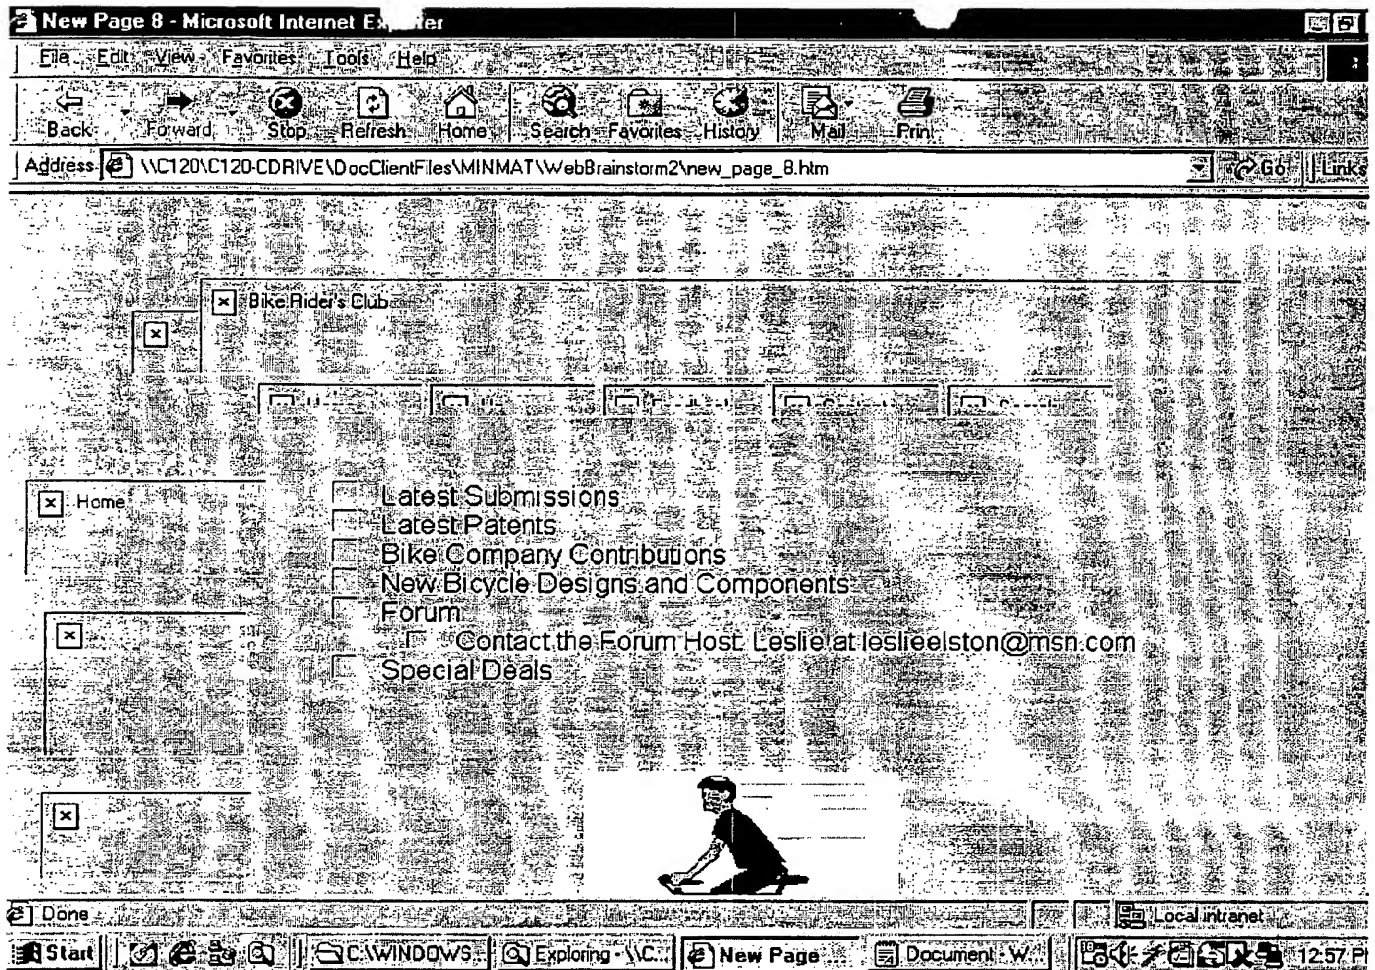 New Page 8 - Microsoft Internet Explorer
File Edit View Favorites Tools Help
Back Forward Stop Refresh Home Search Favorites History Mail Print
Address \\C120\C120-CDRIVE\DocClientFiles\MINMAT\WebBrainstorm2\new_page_8.htm Go Links
Bike Rider's Club
Home
Latest Submissions
Latest Patents
Bike Company Contributions
New Bicycle Designs and Components
Forum
Contact the Forum Host. Leslie at leslieelston@msn.com
Special Deals
Done Local intranet
Start C:\WINDOWS... Exploring - \\C... New Page ... Document - W... 12:57 P